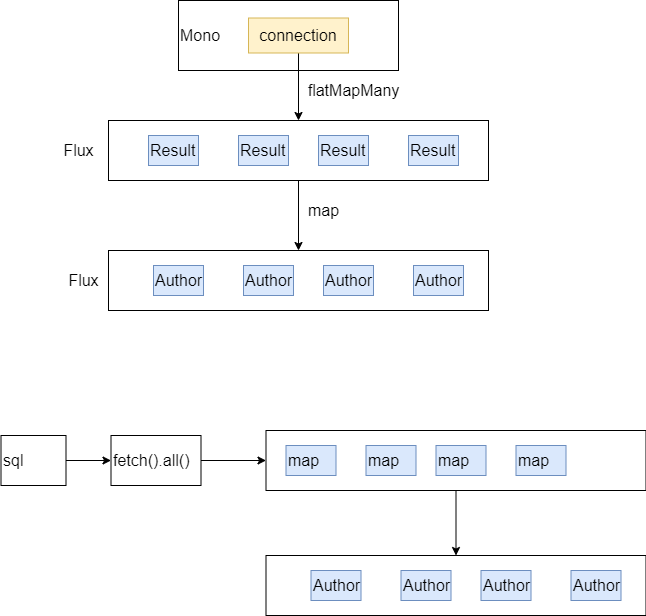 Mono connection
flatMapMany
Flux Result Result Result Result
map
Flux Author Author Author Author
sql fetch().all() map map map map
Author Author Author Author